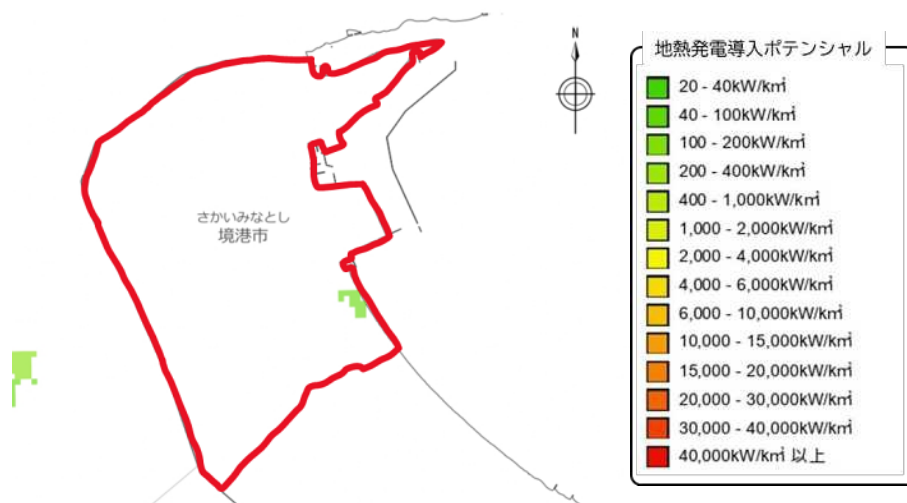 N
さかいみなとし
境港市
地熱発電導入ポテンシャル
20 - 40kW/k㎡
40 - 100kW/k㎡
100 - 200kW/k㎡
200 - 400kW/k㎡
400 - 1,000kW/k㎡
1,000 - 2,000kW/k㎡
2,000 - 4,000kW/k㎡
4,000 - 6,000kW/k㎡
6,000 - 10,000kW/k㎡
10,000 - 15,000kW/k㎡
15,000 - 20,000kW/k㎡
20,000 - 30,000kW/k㎡
30,000 - 40,000kW/k㎡
40,000kW/k㎡ 以上